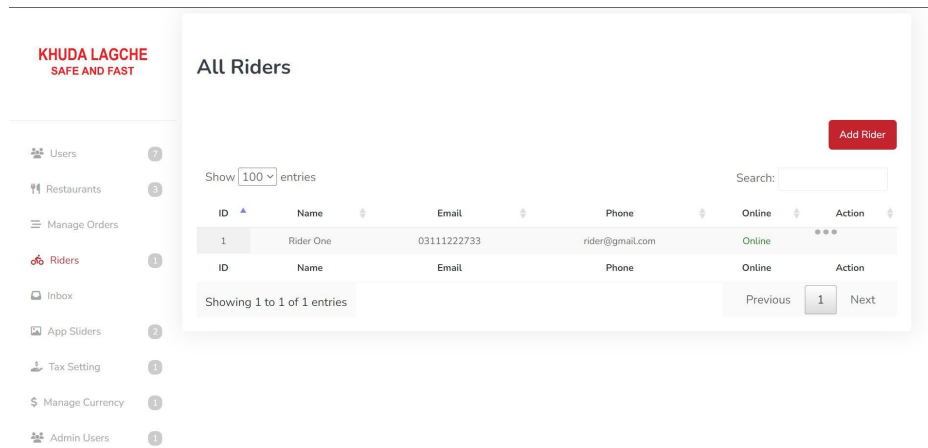 KHUDA LAGCHE
SAFE AND FAST
Users 7
Restaurants 3
Manage Orders
Riders 1
Inbox
App Sliders 2
Tax Setting 1
$ Manage Currency 1
Admin Users 1
All Riders
Add Rider
Show 100 entries
Search:
ID Name Email Phone Online Action
1 Rider One 03111222733 rider@gmail.com Online
ID Name Email Phone Online Action
Showing 1 to 1 of 1 entries
Previous 1 Next